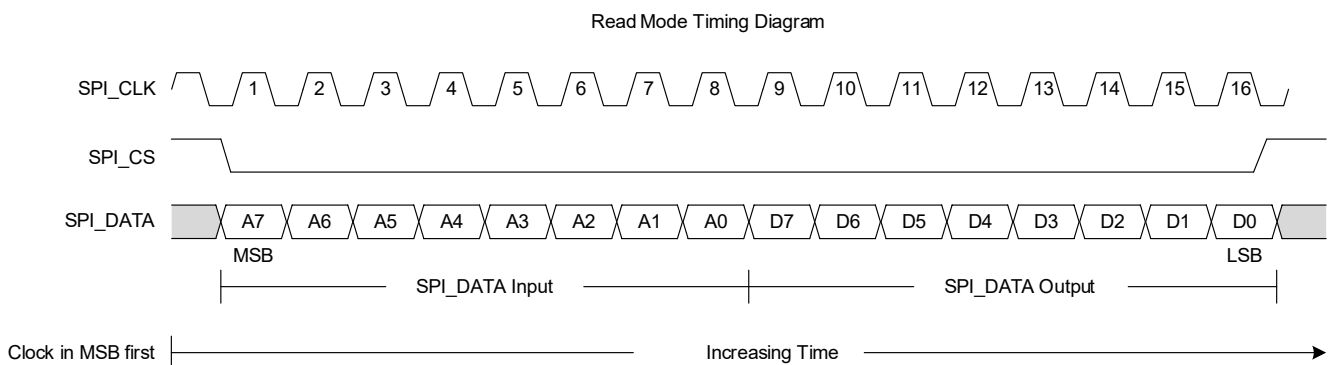 Read Mode Timing Diagram
SPI_CLK 1 2 3 4 5 6 7 8 9 10 11 12 13 14 15 16
SPI_CS
SPI_DATA A7 A6 A5 A4 A3 A2 A1 A0 D7 D6 D5 D4 D3 D2 D1 D0
MSB LSB
SPI_DATA Input SPI_DATA Output
Clock in MSB first Increasing Time